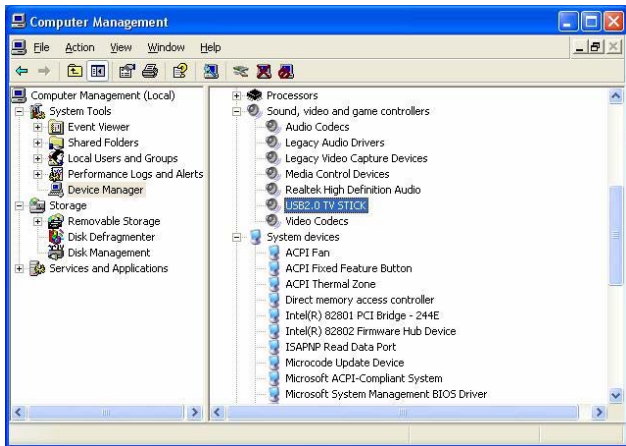 Computer Management
File Action View Window Help
Computer Management (Local)
System Tools
Event Viewer
Shared Folders
Local Users and Groups
Performance Logs and Alerts
Device Manager
Storage
Removable Storage
Disk Defragmenter
Disk Management
Services and Applications
Processors
Sound, video and game controllers
Audio Codecs
Legacy Audio Drivers
Legacy Video Capture Devices
Media Control Devices
Realtek High Definition Audio
USB2.0 TV STICK
Video Codecs
System devices
ACPI Fan
ACPI Fixed Feature Button
ACPI Thermal Zone
Direct memory access controller
Intel(R) 82801 PCI Bridge - 244E
Intel(R) 82802 Firmware Hub Device
ISAPNP Read Data Port
Microcode Update Device
Microsoft ACPI-Compliant System
Microsoft System Management BIOS Driver